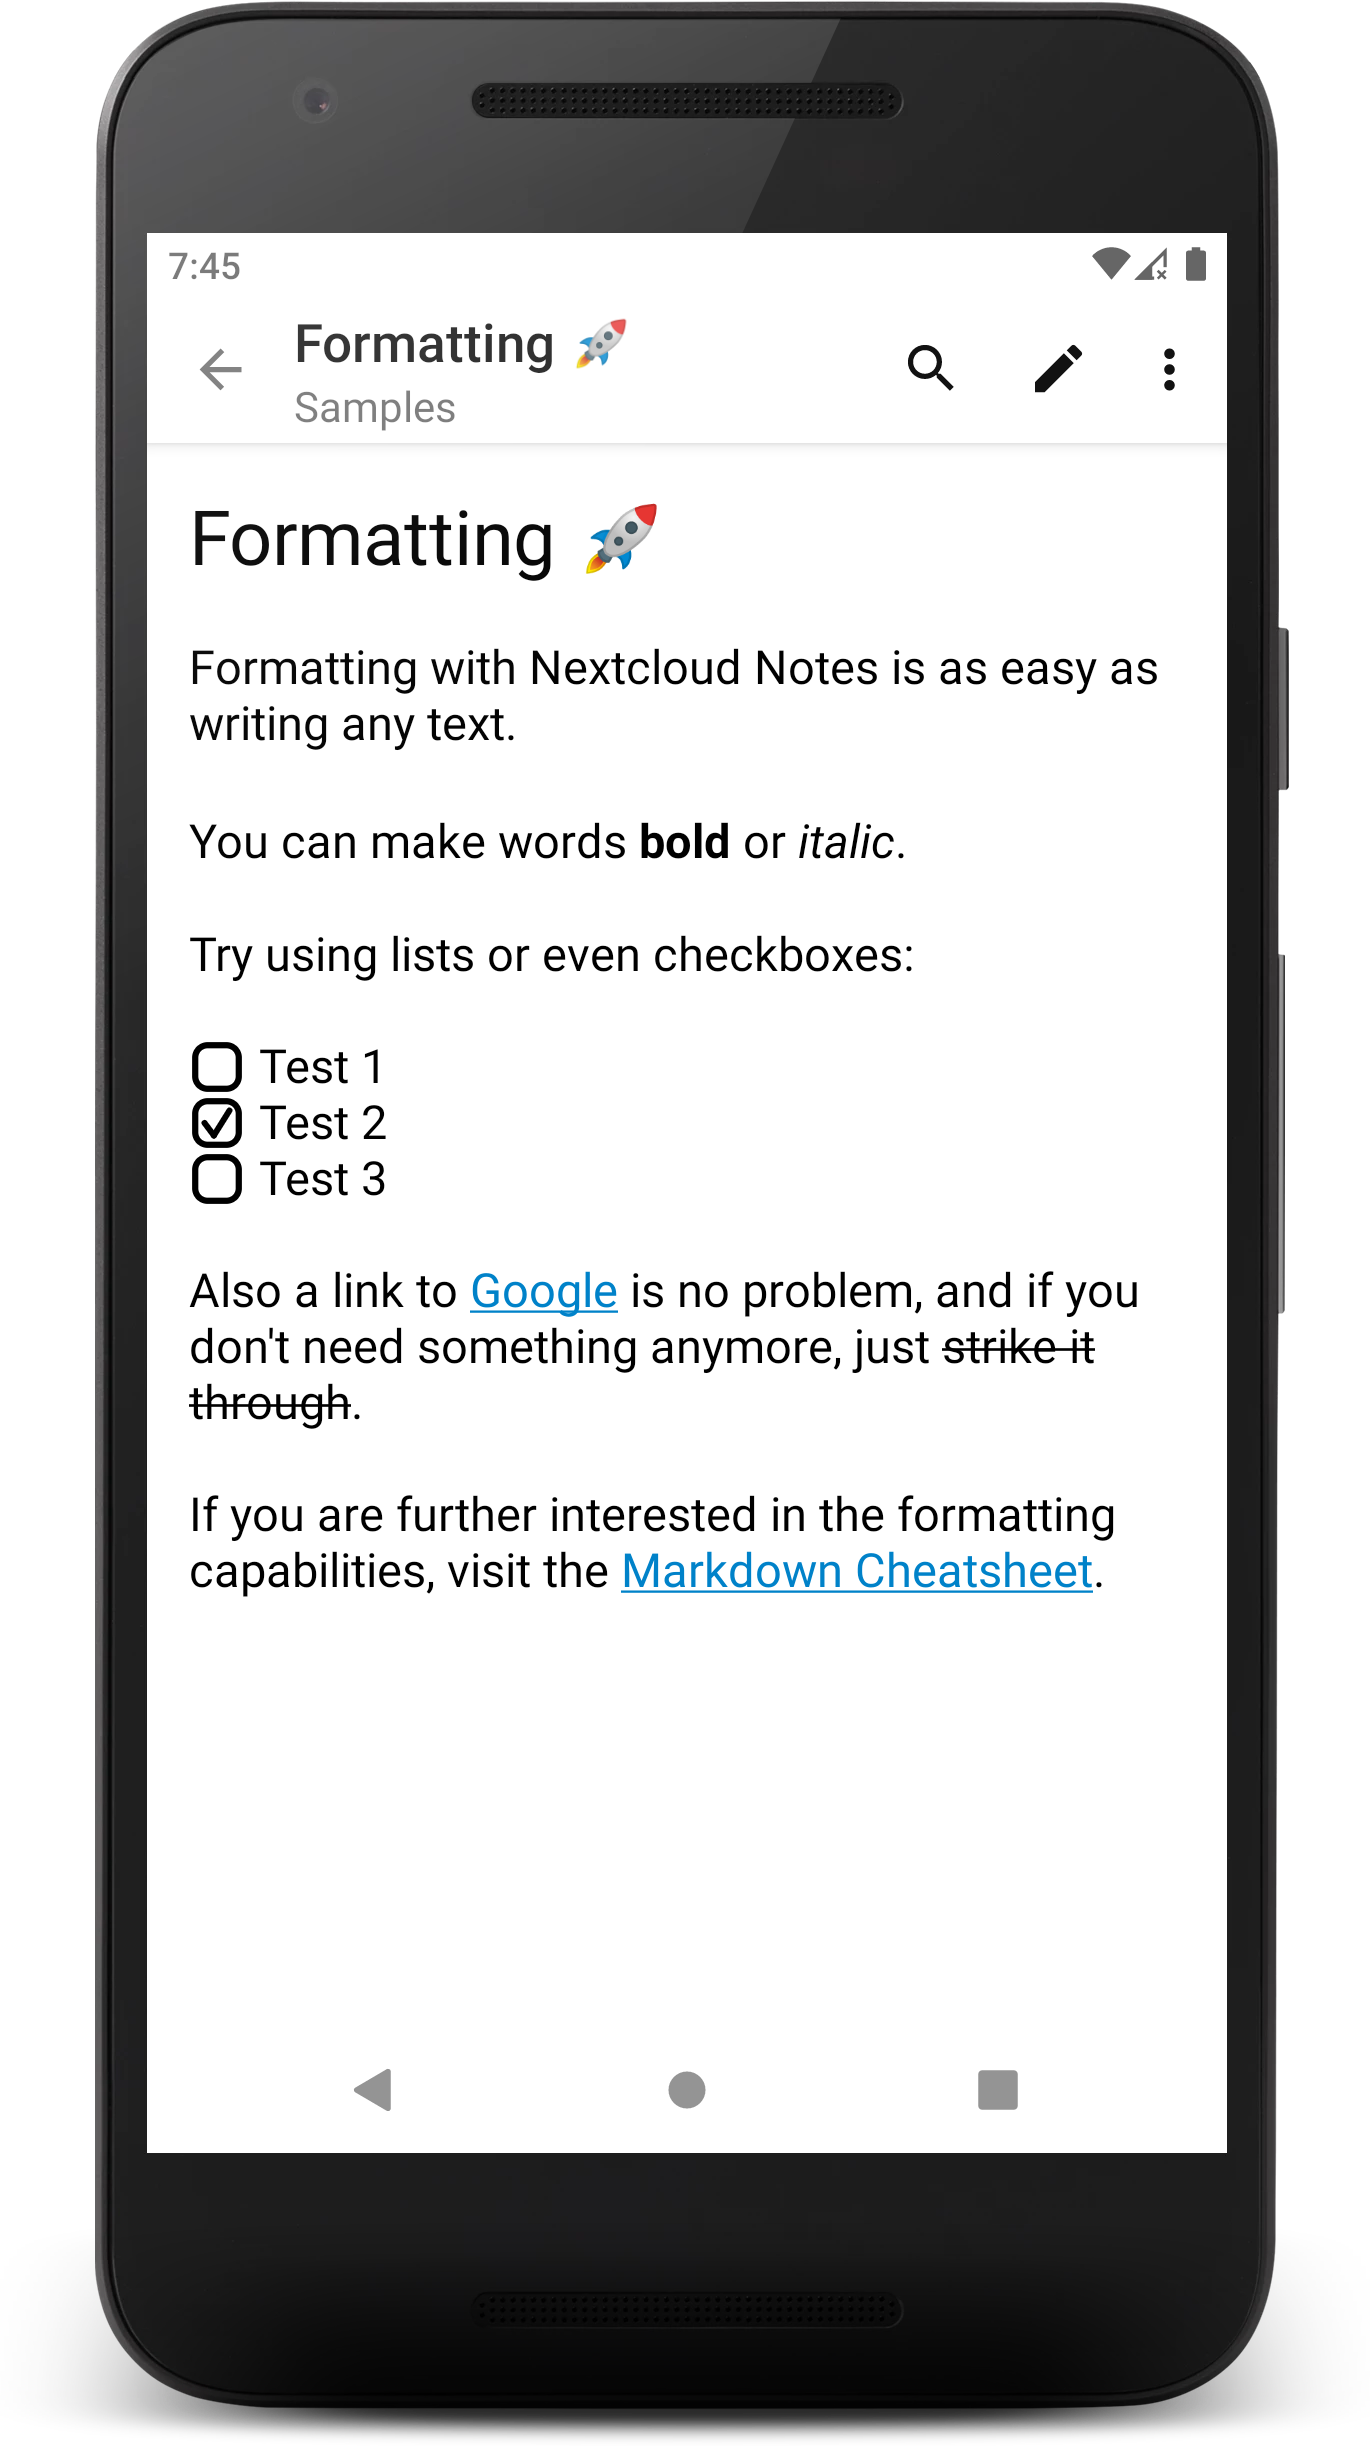 7:45
Formatting 🚀
Samples
Formatting 🚀
Formatting with Nextcloud Notes is as easy as
writing any text.
You can make words bold or italic.
Try using lists or even checkboxes:
Test 1
Test 2
Test 3
Also a link to Google is no problem, and if you
don't need something anymore, just strike it
through.
If you are further interested in the formatting
capabilities, visit the Markdown Cheatsheet.